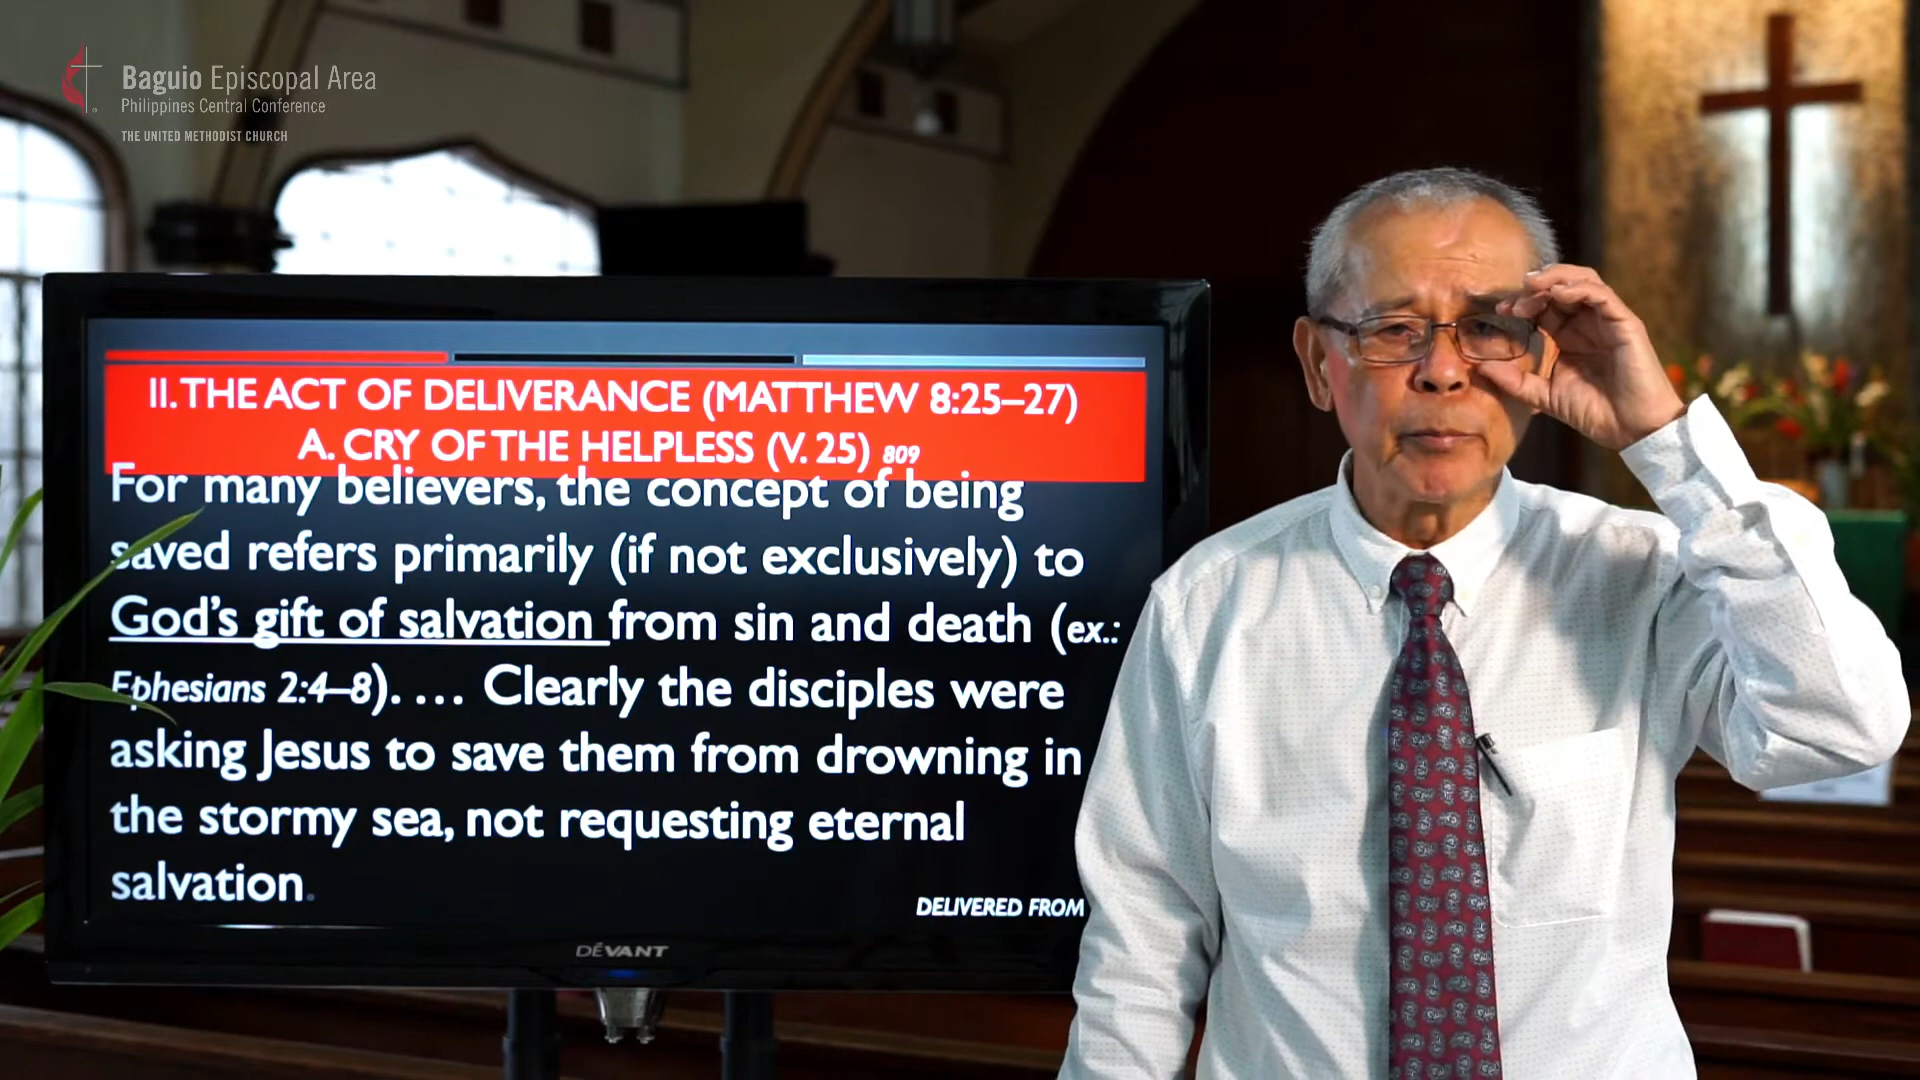 Baguio Episcopal Area
Philippines Central Conference
THE UNITED METHODIST CHURCH
II. THE ACT OF DELIVERANCE (MATTHEW 8:25–27)
A. CRY OF THE HELPLESS (V. 25) 809
For many believers, the concept of being
saved refers primarily (if not exclusively) to
God's gift of salvation from sin and death (ex.:
Ephesians 2:4–8). … Clearly the disciples were
asking Jesus to save them from drowning in
the stormy sea, not requesting eternal
salvation.
DELIVERED FROM
DEVANT